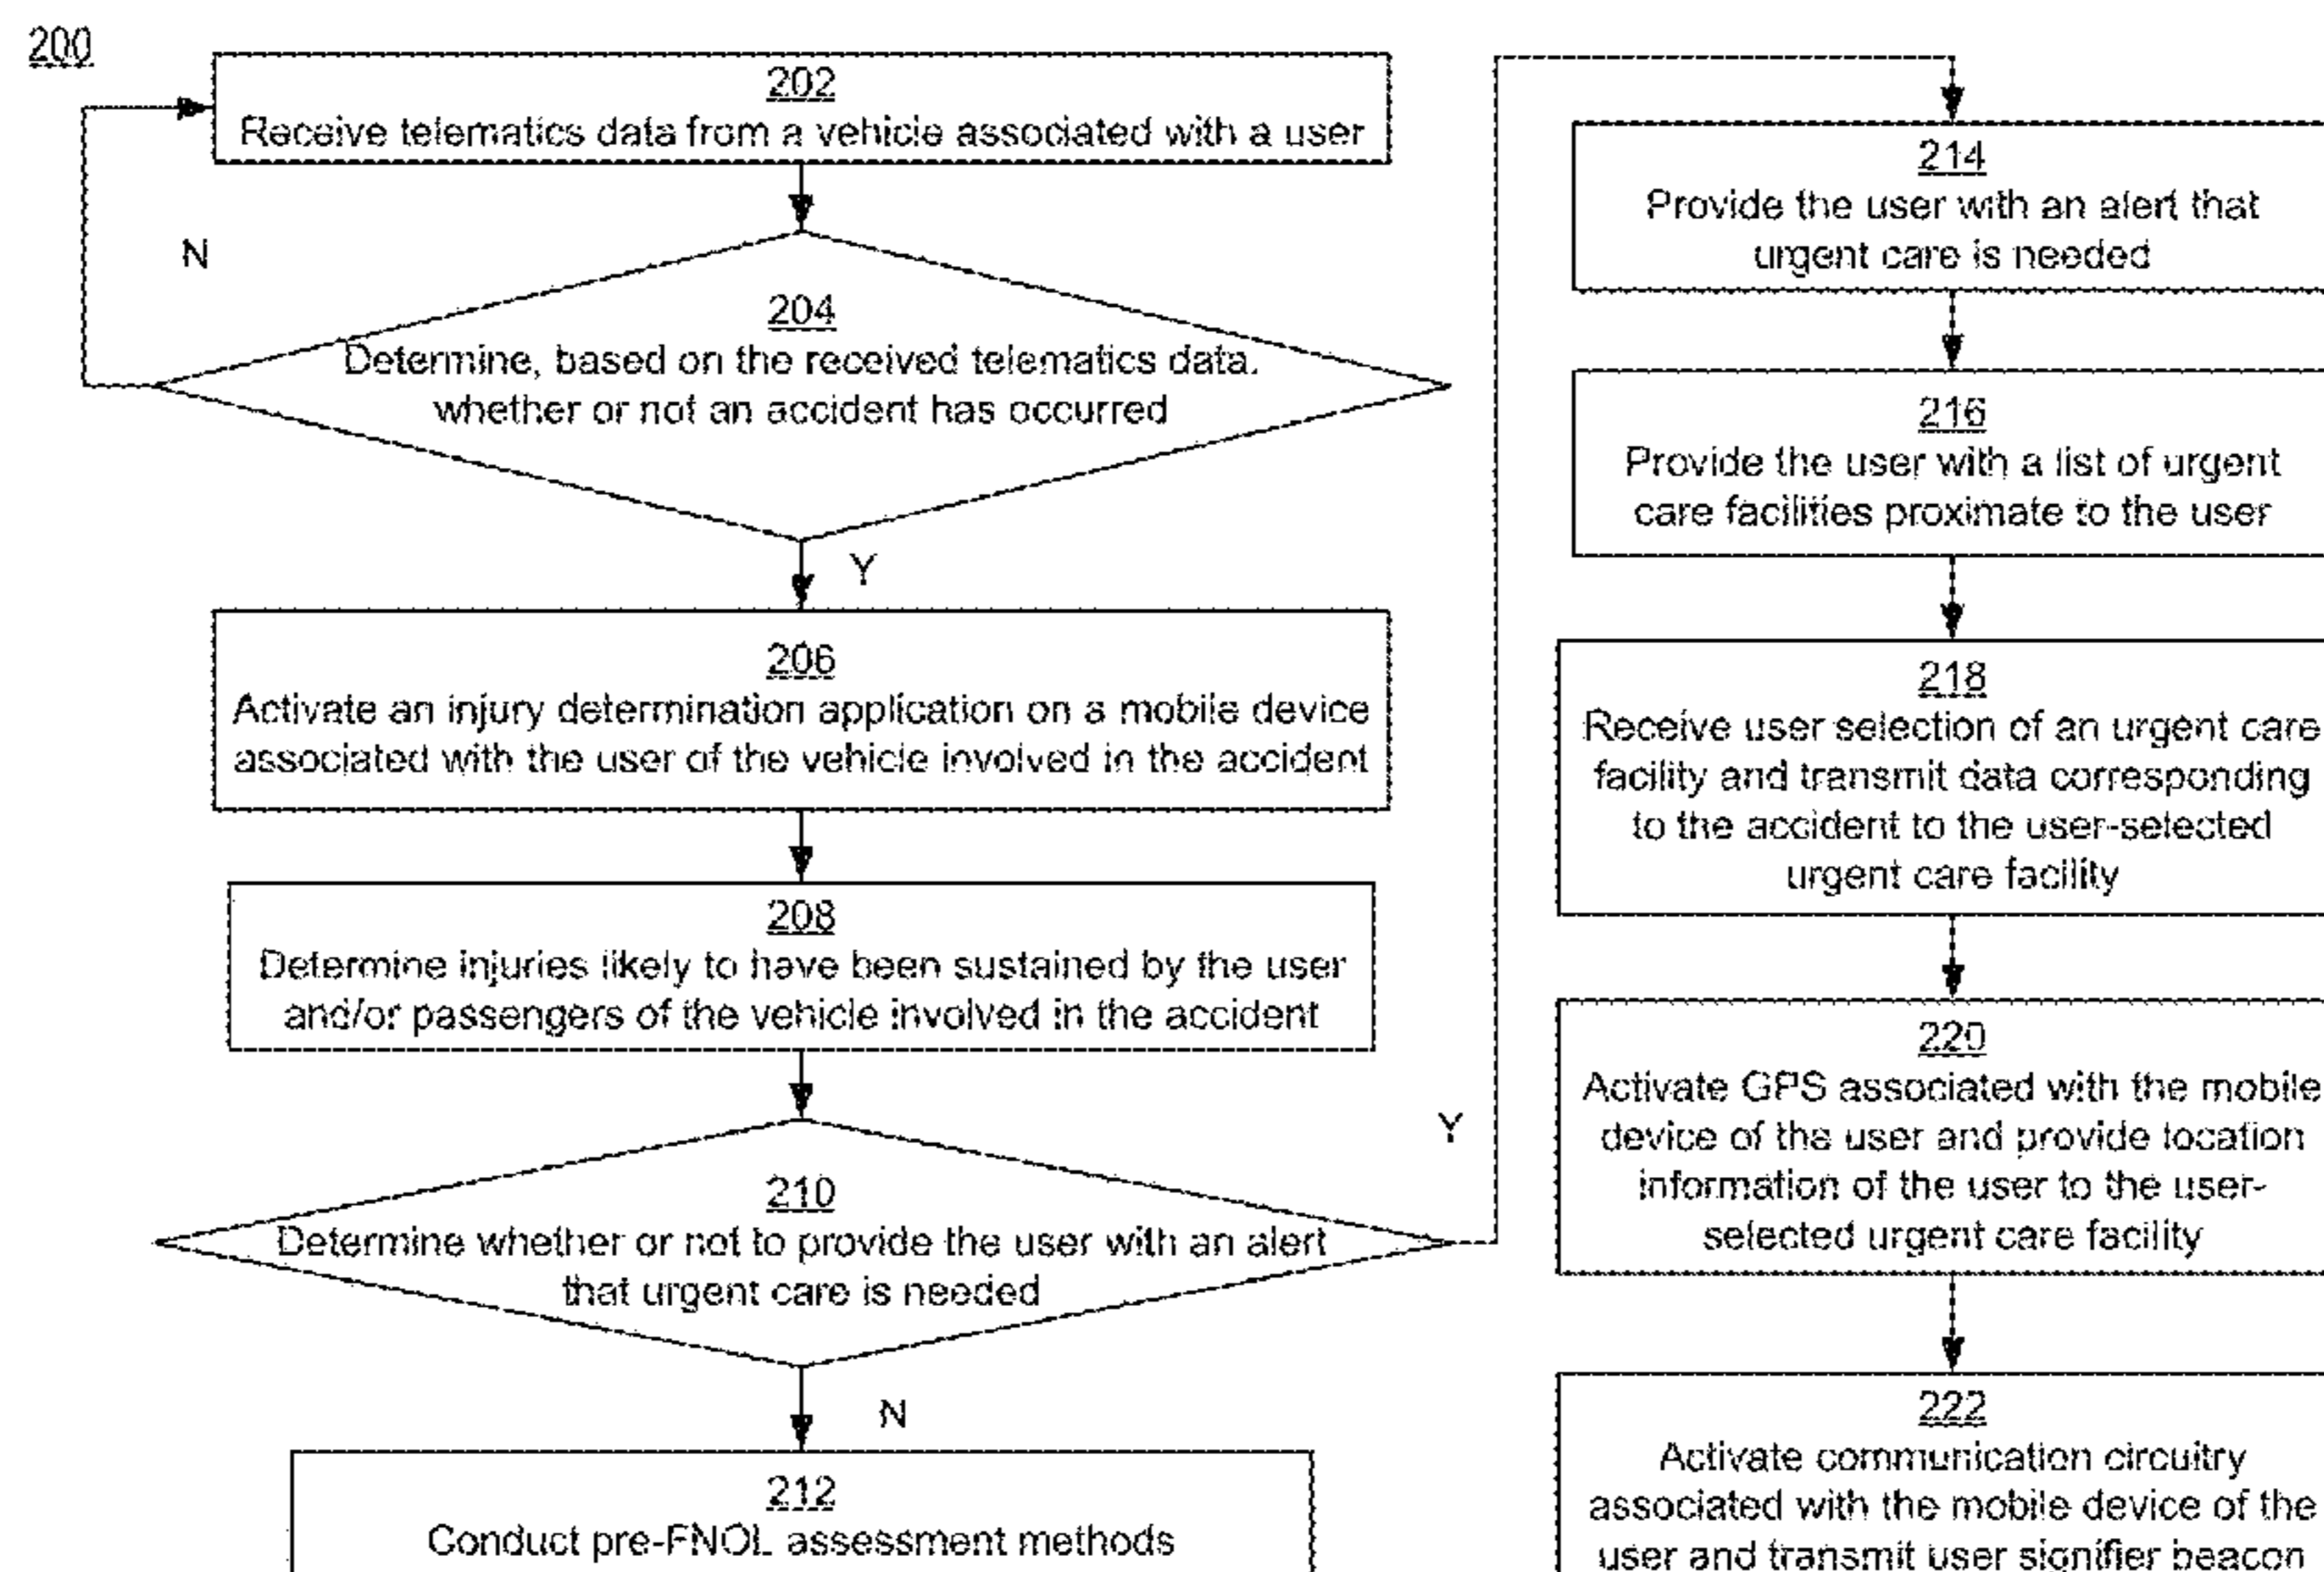 200
202
Receive telematics data from a vehicle associated with a user
N
204
Determine, based on the received telematics data,
whether or not an accident has occurred
Y
206
Activate an injury determination application on a mobile device
associated with the user of the vehicle involved in the accident
208
Determine injuries likely to have been sustained by the user
and/or passengers of the vehicle involved in the accident
210
Determine whether or not to provide the user with an alert
that urgent care is needed
Y
N
212
Conduct pre-FNOL assessment methods
214
Provide the user with an alert that
urgent care is needed
216
Provide the user with a list of urgent
care facilities proximate to the user
218
Receive user selection of an urgent care
facility and transmit data corresponding
to the accident to the user-selected
urgent care facility
220
Activate GPS associated with the mobile
device of the user and provide location
information of the user to the user-
selected urgent care facility
222
Activate communication circuitry
associated with the mobile device of the
user and transmit user signifier beacon